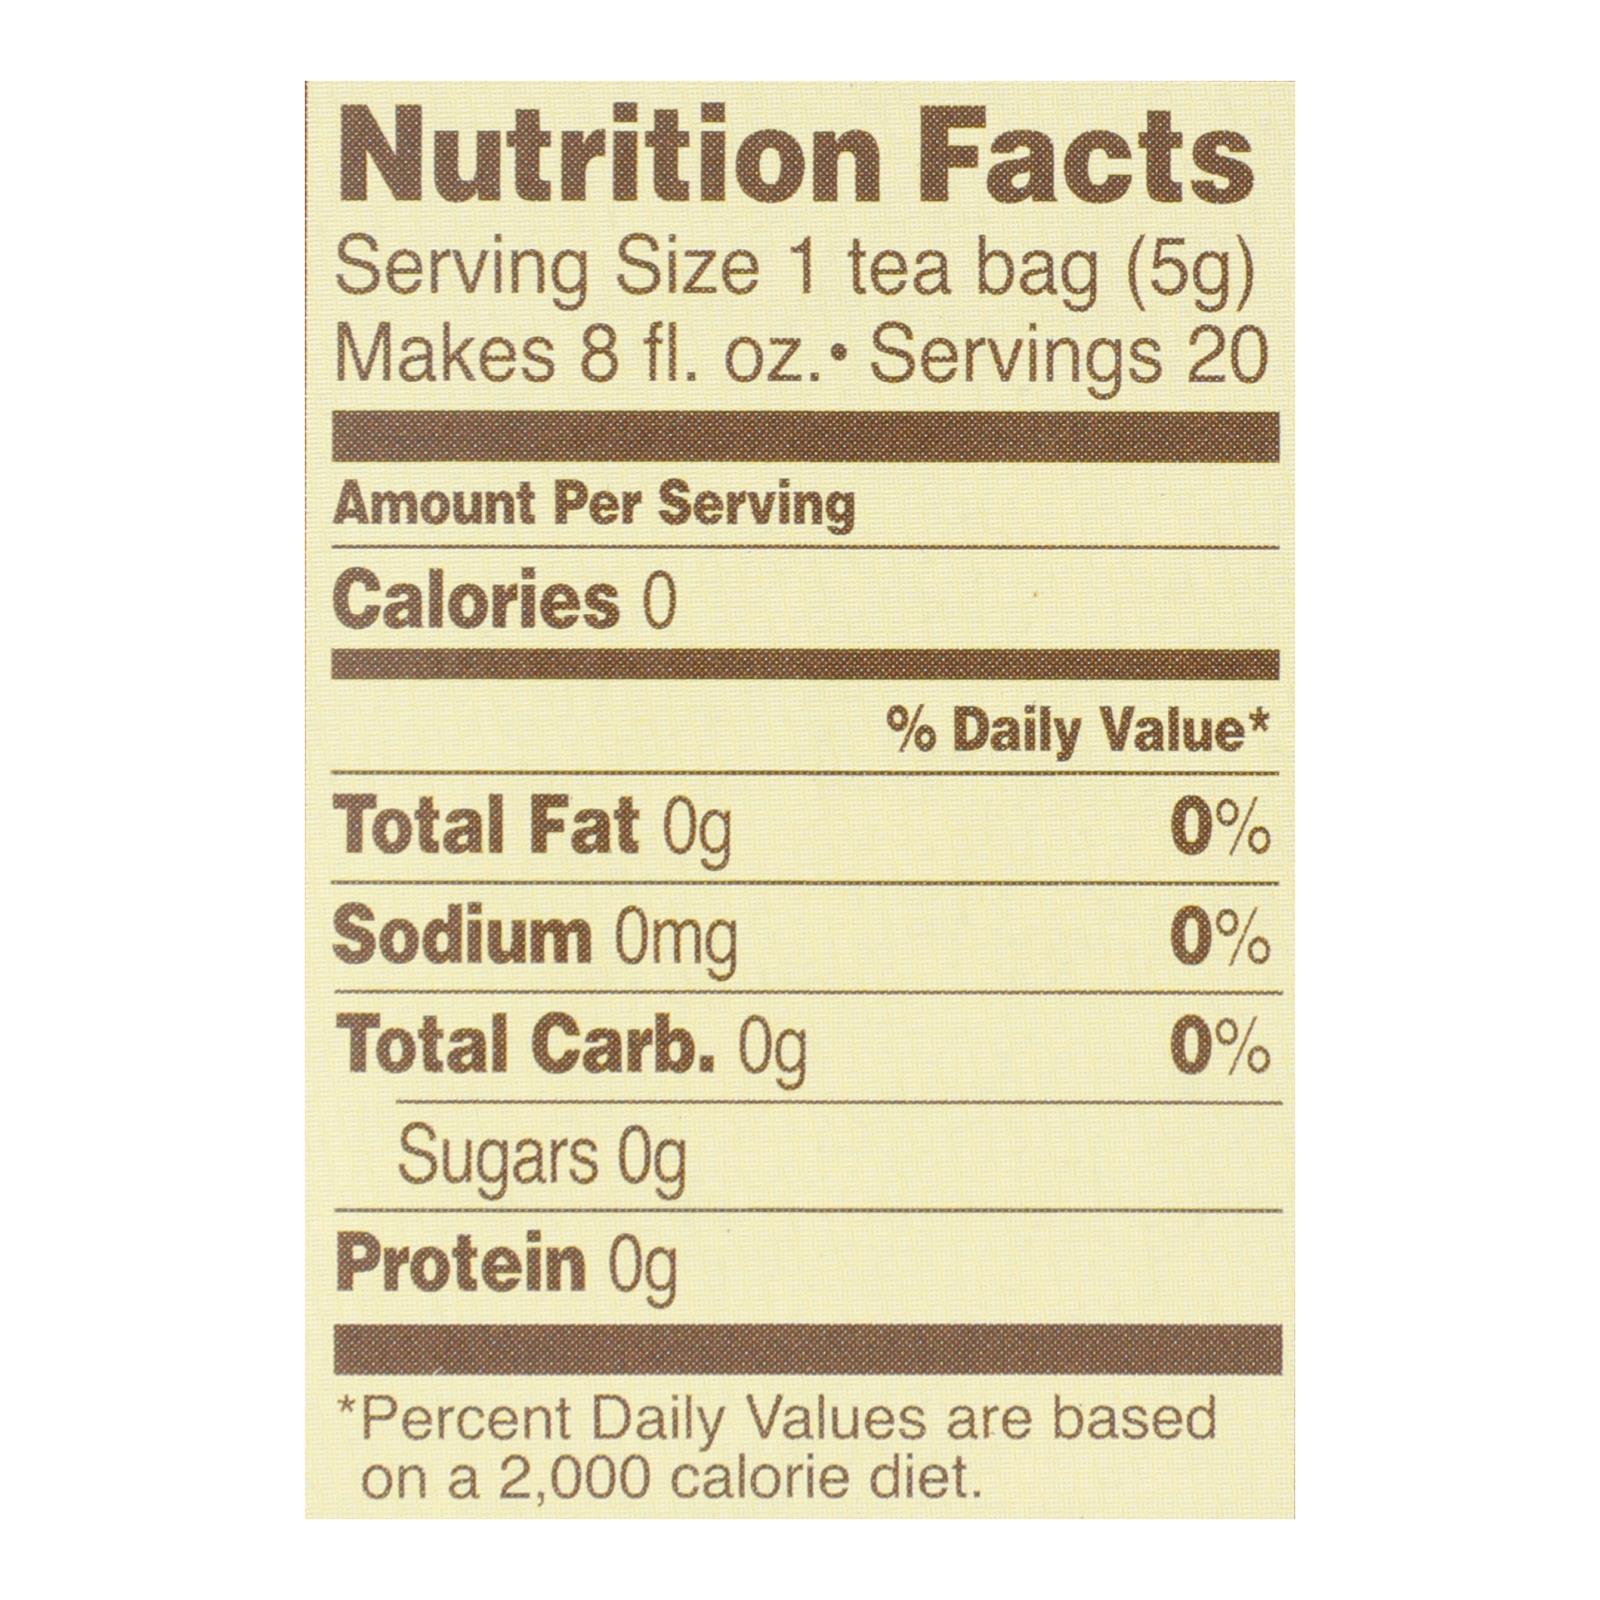 Nutrition Facts
Serving Size 1 tea bag (5g)
Makes 8 fl. oz.• Servings 20
Amount Per Serving
Calories 0
% Daily Value*
Total Fat 0g 0%
Sodium 0mg 0%
Total Carb. 0g 0%
Sugars 0g
Protein 0g
*Percent Daily Values are based
on a 2,000 calorie diet.